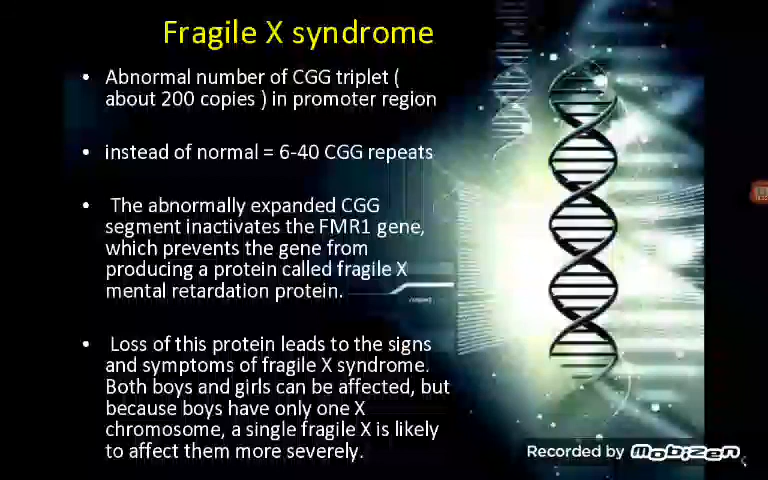 Fragile X syndrome
• Abnormal number of CGG triplet (
about 200 copies ) in promoter region
• instead of normal = 6-40 CGG repeats
• The abnormally expanded CGG
segment inactivates the FMR1 gene,
which prevents the gene from
producing a protein called fragile X
mental retardation protein.
• Loss of this protein leads to the signs
and symptoms of fragile X syndrome.
Both boys and girls can be affected, but
because boys have only one X
chromosome, a single fragile X is likely
to affect them more severely.
Recorded by mobizen